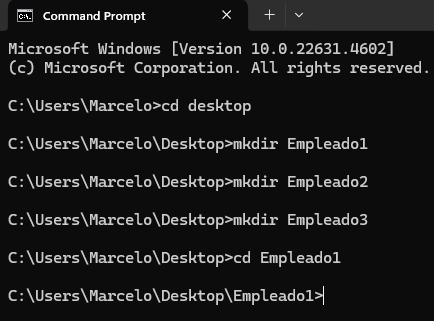 Command Prompt
Microsoft Windows [Version 10.0.22631.4602]
(c) Microsoft Corporation. All rights reserved.
C:\Users\Marcelo>cd desktop
C:\Users\Marcelo\Desktop>mkdir Empleado1
C:\Users\Marcelo\Desktop>mkdir Empleado2
C:\Users\Marcelo\Desktop>mkdir Empleado3
C:\Users\Marcelo\Desktop>cd Empleado1
C:\Users\Marcelo\Desktop\Empleado1>